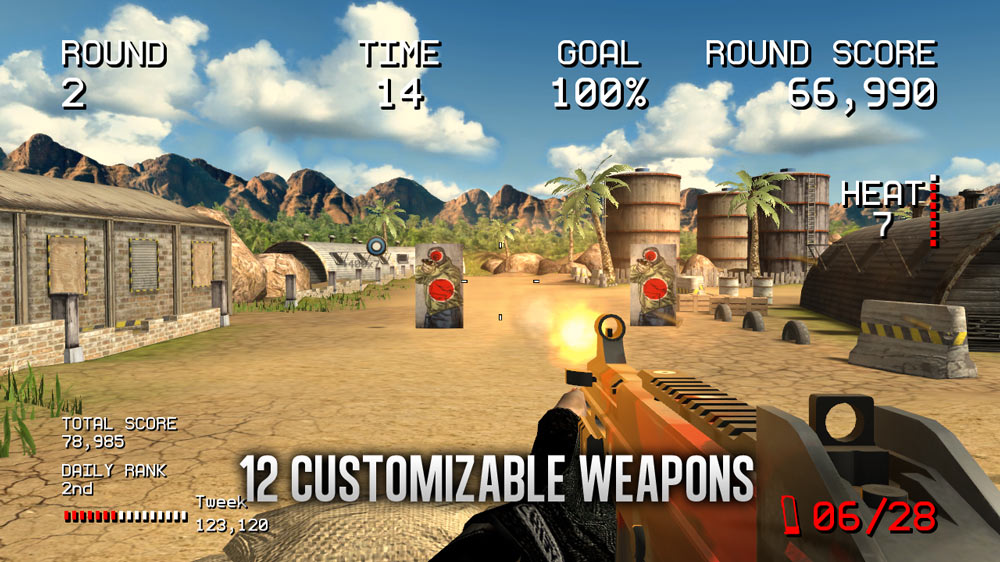 ROUND
2
TIME
14
GOAL
100%
ROUND SCORE
66,990
HEAT
7
TOTAL SCORE
78,985
DAILY RANK
2nd
Tweek
123,120
12 CUSTOMIZABLE WEAPONS
06/28